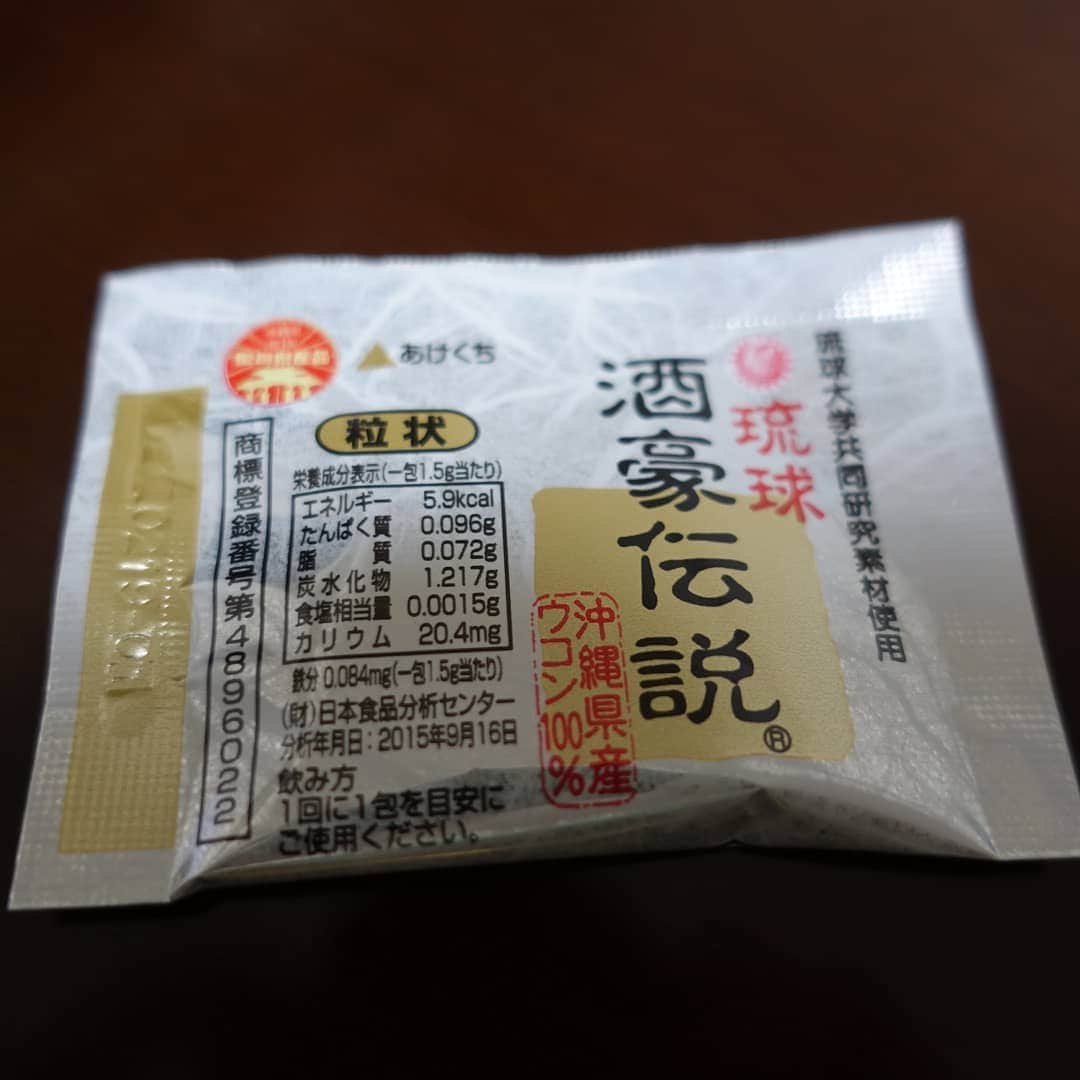 琉球大学共同研究素材使用
琉球
酒豪伝説®
沖縄県産
ウコン100%
あけくち
粒状
栄養成分表示(一包1.5g当たり)
エネルギー 5.9kcal
たんぱく質 0.096g
脂質 0.072g
炭水化物 1.217g
食塩相当量 0.0015g
カリウム 20.4mg
鉄分 0.084mg(一包1.5g当たり)
(財)日本食品分析センター
分析年月日:2015年9月16日
飲み方
1回に1包を目安に
ご使用ください。
商標登録番号第4896022